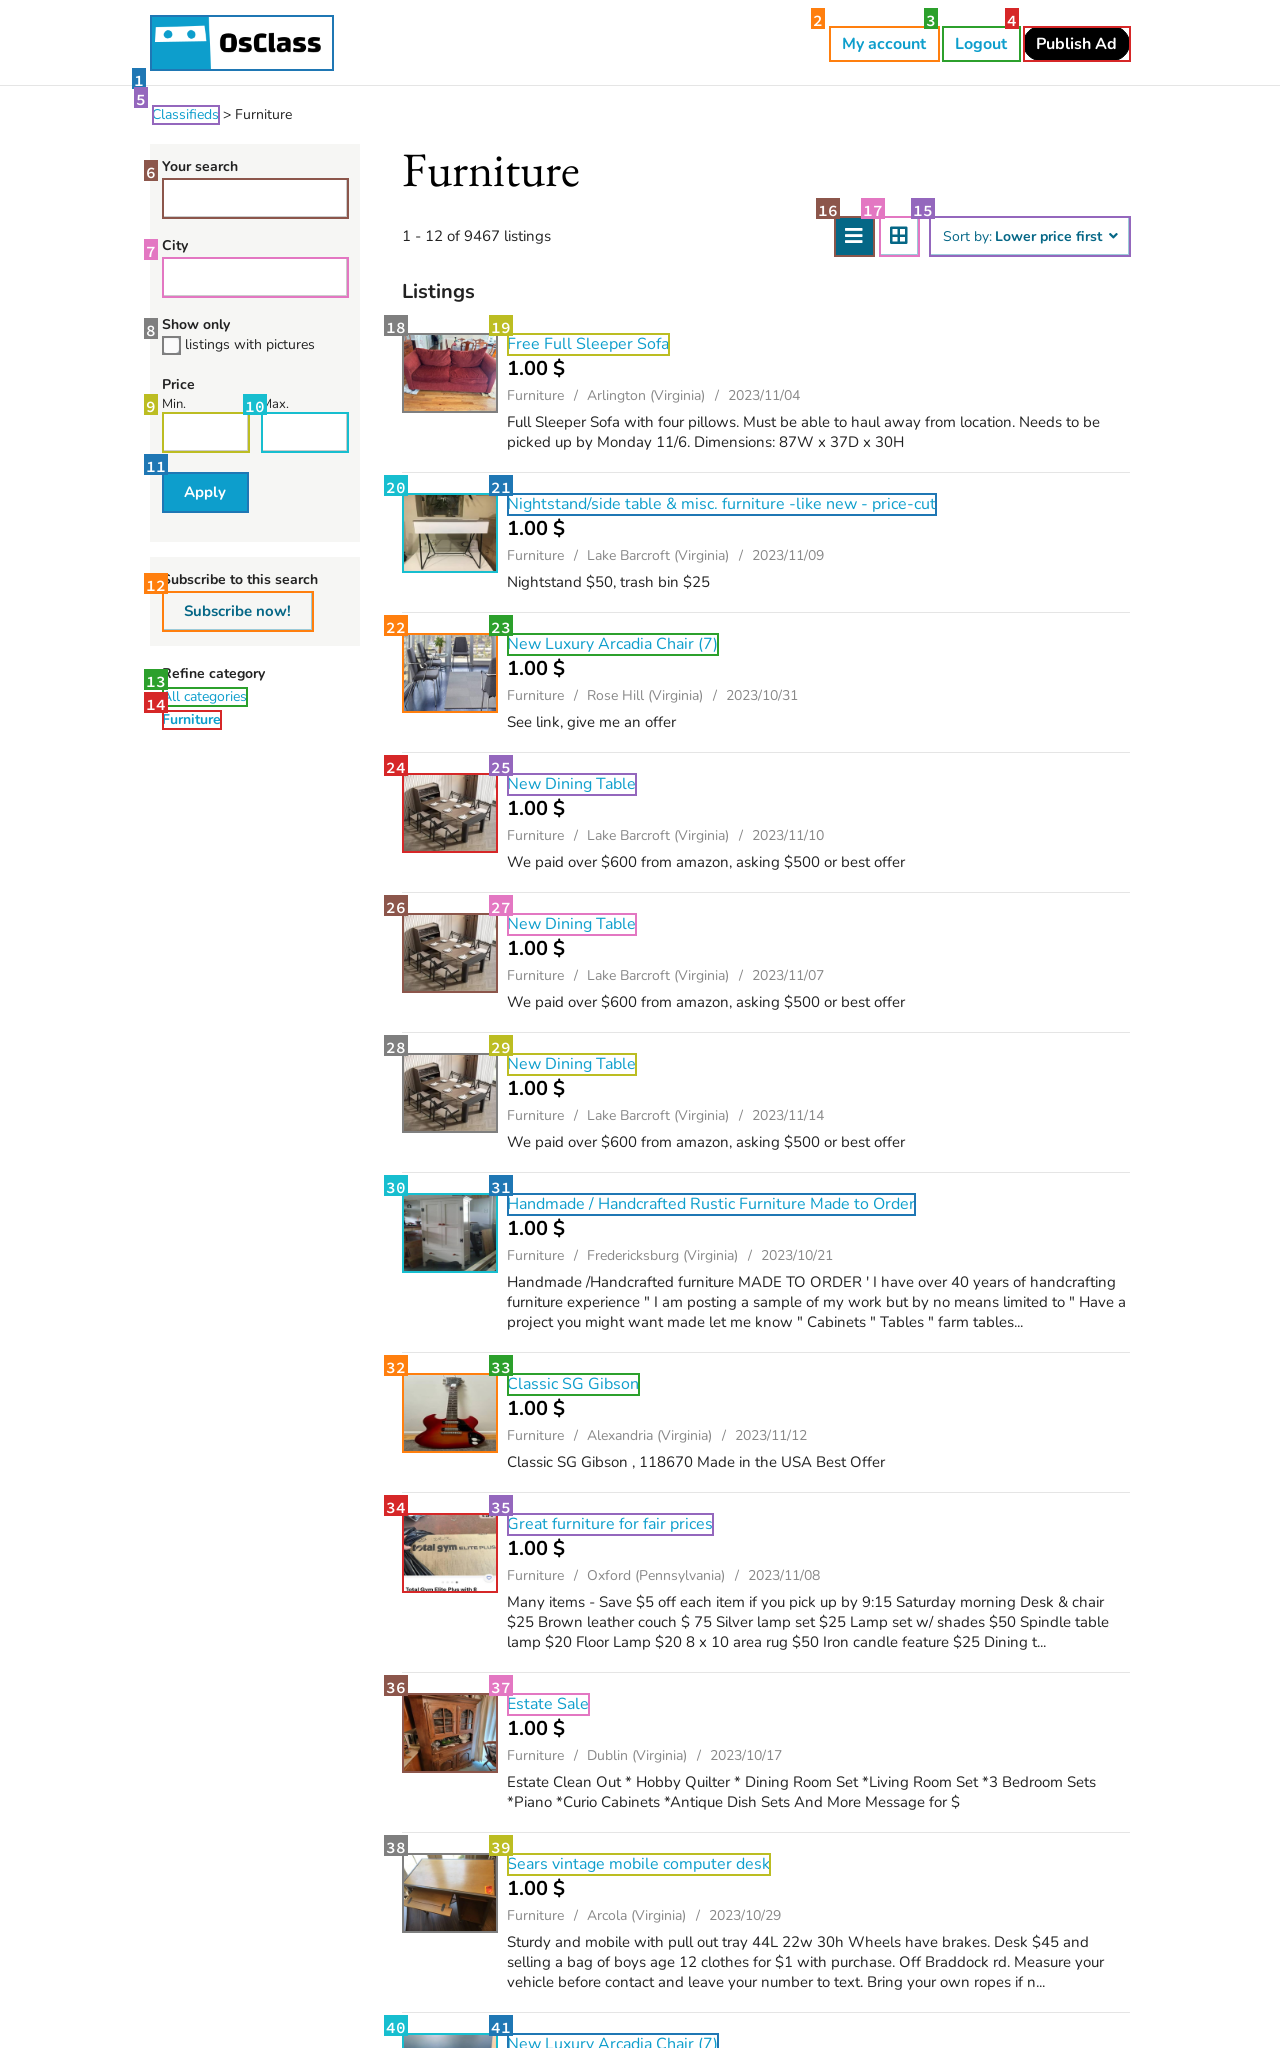 OsClass
2
My account
3
Logout
4
Publish Ad
1
5
Classifieds > Furniture
6
Your search
7
City
8
Show only
listings with pictures
Price
9
Min.
10
Max.
11
Apply
12
Subscribe to this search
Subscribe now!
Refine category
13
All categories
14
Furniture
Furniture
1 - 12 of 9467 listings
16
17
15
Sort by: Lower price first
Listings
18
19
Free Full Sleeper Sofa
1.00 $
Furniture / Arlington (Virginia) / 2023/11/04
Full Sleeper Sofa with four pillows. Must be able to haul away from location. Needs to be
picked up by Monday 11/6. Dimensions: 87W x 37D x 30H
20
21
Nightstand/side table & misc. furniture -like new - price-cut
1.00 $
Furniture / Lake Barcroft (Virginia) / 2023/11/09
Nightstand $50, trash bin $25
22
23
New Luxury Arcadia Chair (7)
1.00 $
Furniture / Rose Hill (Virginia) / 2023/10/31
See link, give me an offer
24
25
New Dining Table
1.00 $
Furniture / Lake Barcroft (Virginia) / 2023/11/10
We paid over $600 from amazon, asking $500 or best offer
26
27
New Dining Table
1.00 $
Furniture / Lake Barcroft (Virginia) / 2023/11/07
We paid over $600 from amazon, asking $500 or best offer
28
29
New Dining Table
1.00 $
Furniture / Lake Barcroft (Virginia) / 2023/11/14
We paid over $600 from amazon, asking $500 or best offer
30
31
Handmade / Handcrafted Rustic Furniture Made to Order
1.00 $
Furniture / Fredericksburg (Virginia) / 2023/10/21
Handmade /Handcrafted furniture MADE TO ORDER ' I have over 40 years of handcrafting
furniture experience " I am posting a sample of my work but by no means limited to " Have a
project you might want made let me know " Cabinets " Tables " farm tables...
32
33
Classic SG Gibson
1.00 $
Furniture / Alexandria (Virginia) / 2023/11/12
Classic SG Gibson , 118670 Made in the USA Best Offer
34
35
total gym ELITE PLUS
Total Gym Elite Plus with 8
Great furniture for fair prices
1.00 $
Furniture / Oxford (Pennsylvania) / 2023/11/08
Many items - Save $5 off each item if you pick up by 9:15 Saturday morning Desk & chair
$25 Brown leather couch $ 75 Silver lamp set $25 Lamp set w/ shades $50 Spindle table
lamp $20 Floor Lamp $20 8 x 10 area rug $50 Iron candle feature $25 Dining t...
36
37
Estate Sale
1.00 $
Furniture / Dublin (Virginia) / 2023/10/17
Estate Clean Out * Hobby Quilter * Dining Room Set *Living Room Set *3 Bedroom Sets
*Piano *Curio Cabinets *Antique Dish Sets And More Message for $
38
39
Sears vintage mobile computer desk
1.00 $
Furniture / Arcola (Virginia) / 2023/10/29
Sturdy and mobile with pull out tray 44L 22w 30h Wheels have brakes. Desk $45 and
selling a bag of boys age 12 clothes for $1 with purchase. Off Braddock rd. Measure your
vehicle before contact and leave your number to text. Bring your own ropes if n...
40
41
New Luxury Arcadia Chair (7)